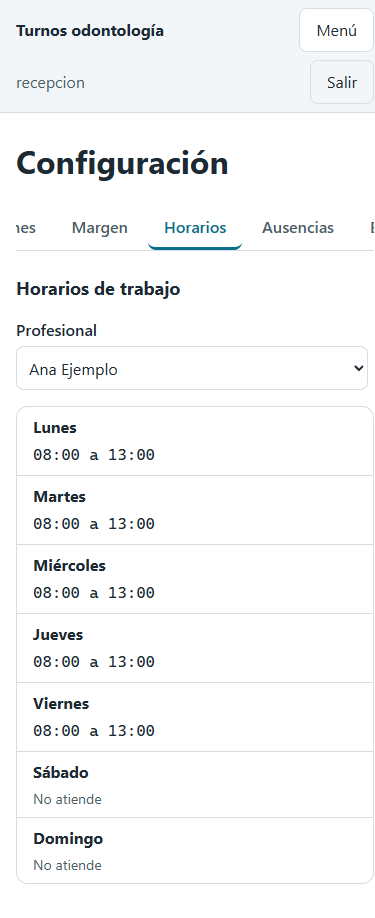 Turnos odontología
Menú
recepcion
Salir
Configuración
nes Margen Horarios Ausencias
Horarios de trabajo
Profesional
Ana Ejemplo
Lunes
08:00 a 13:00
Martes
08:00 a 13:00
Miércoles
08:00 a 13:00
Jueves
08:00 a 13:00
Viernes
08:00 a 13:00
Sábado
No atiende
Domingo
No atiende